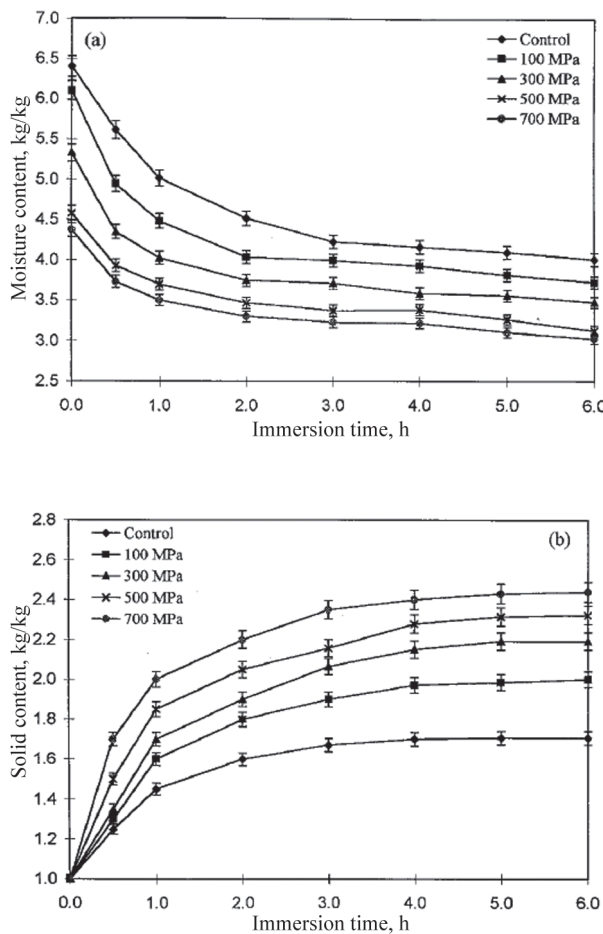 (a)
Control
100 MPa
300 MPa
500 MPa
700 MPa
Moisture content, kg/kg
7.0
6.5
6.0
5.5
5.0
4.5
4.0
3.5
3.0
2.5
0.0 1.0 2.0 3.0 4.0 5.0 6.0
Immersion time, h
(b)
Control
100 MPa
300 MPa
500 MPa
700 MPa
Solid content, kg/kg
2.8
2.6
2.4
2.2
2.0
1.8
1.6
1.4
1.2
1.0
0.0 1.0 2.0 3.0 4.0 5.0 6.0
Immersion time, h